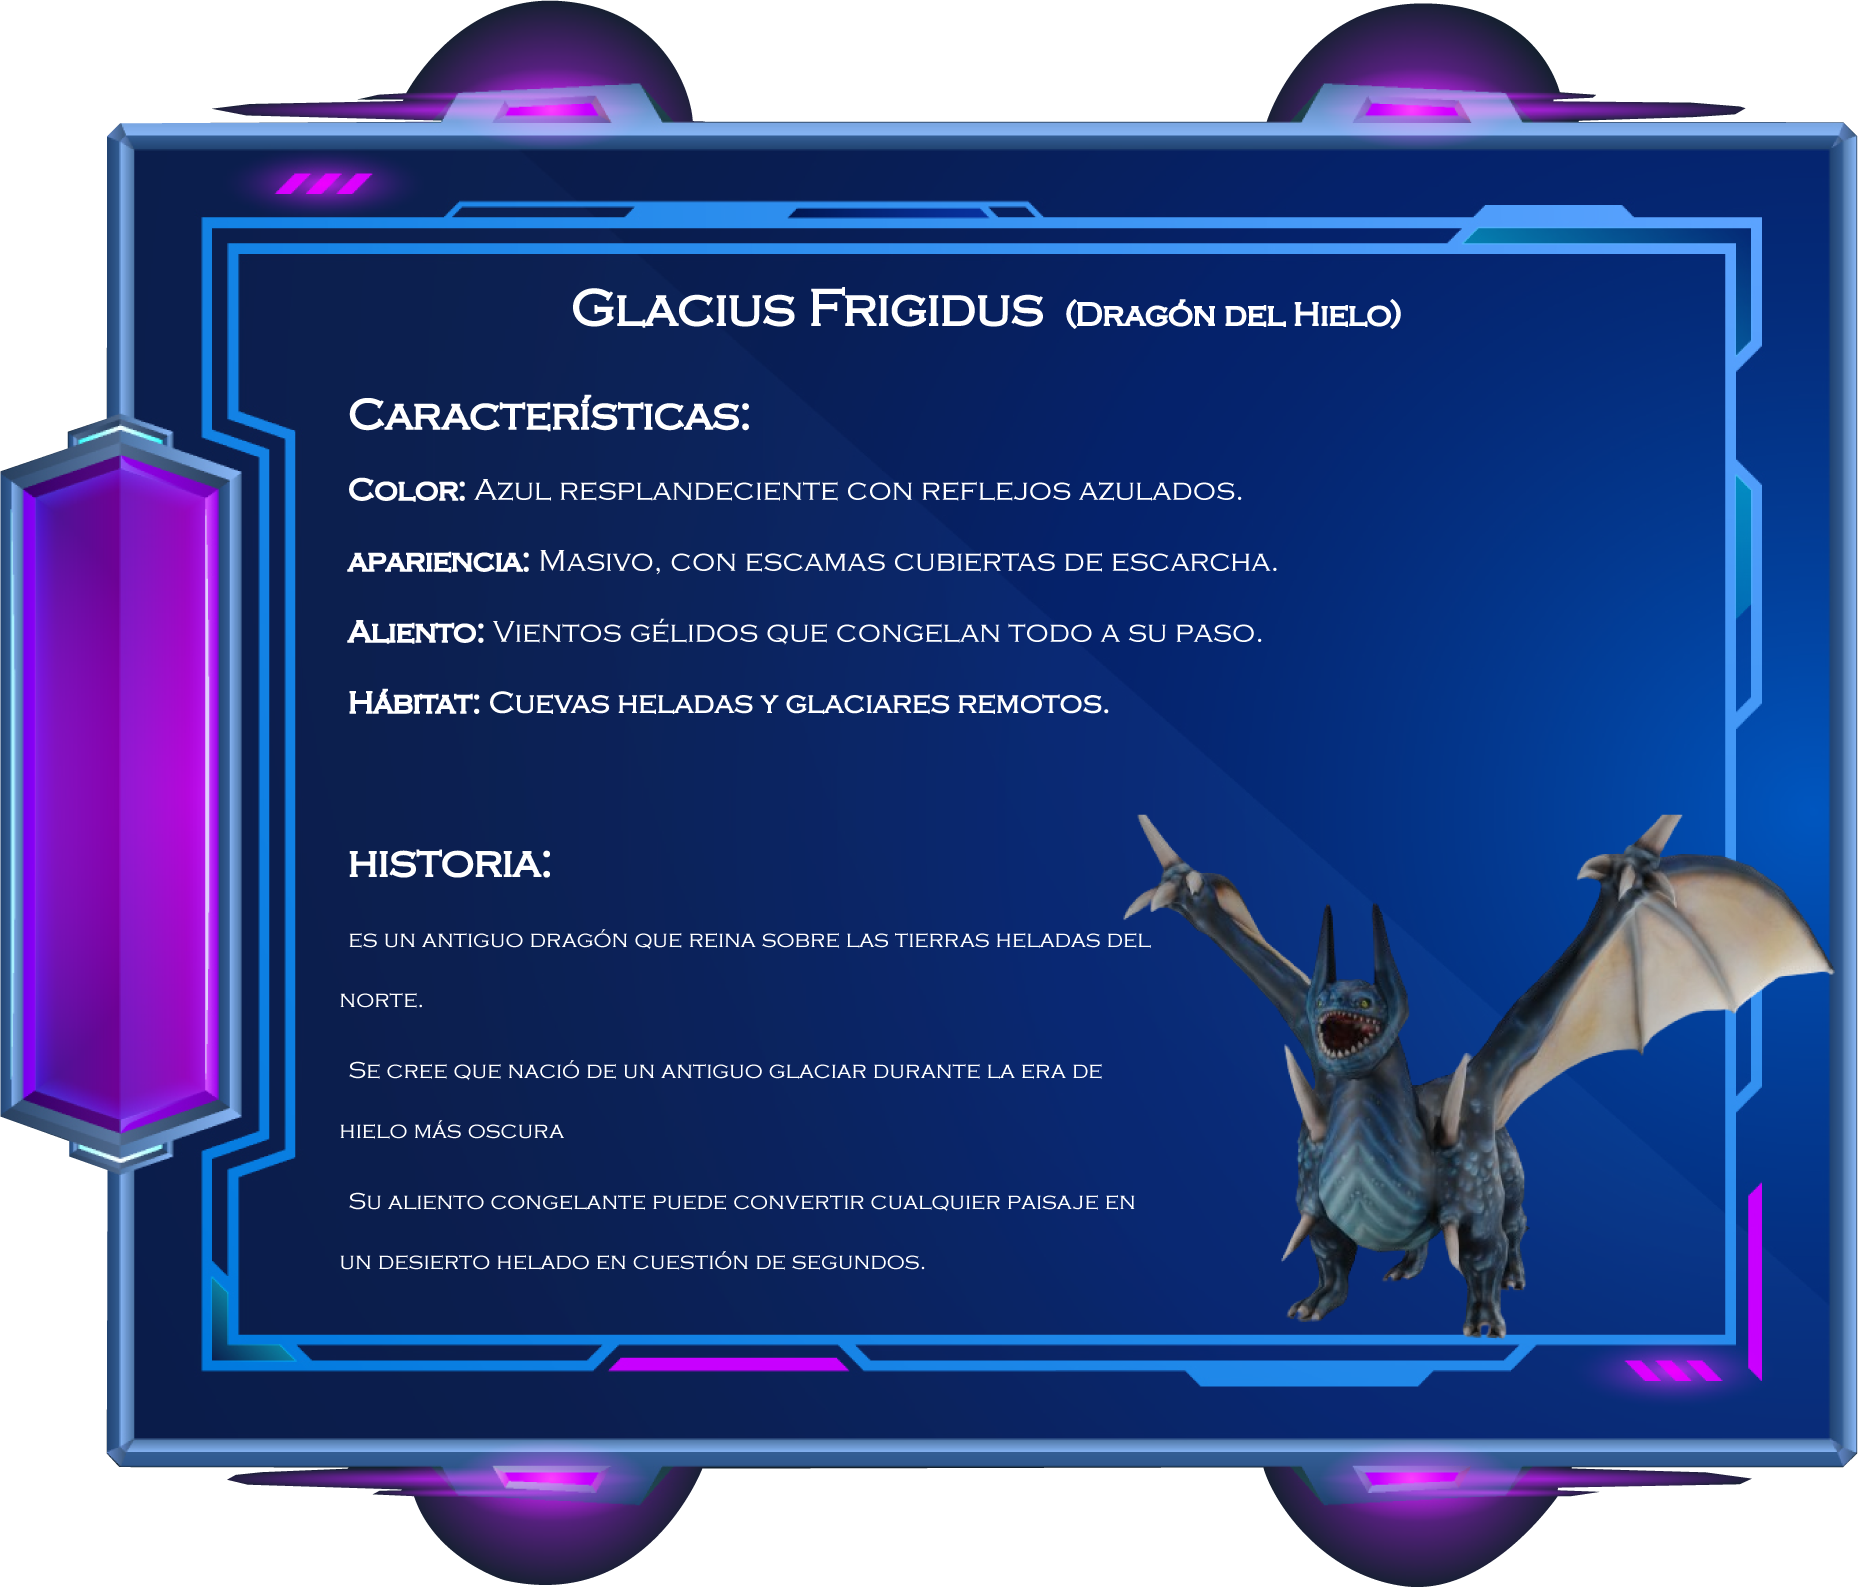 Glacius Frigidus (Dragón del Hielo)
Características:
Color: Azul resplandeciente con reflejos azulados.
apariencia: Masivo, con escamas cubiertas de escarcha.
Aliento: Vientos gélidos que congelan todo a su paso.
Hábitat: Cuevas heladas y glaciares remotos.
historia:
es un antiguo dragón que reina sobre las tierras heladas del
norte.
Se cree que nació de un antiguo glaciar durante la era de
hielo más oscura
Su aliento congelante puede convertir cualquier paisaje en
un desierto helado en cuestión de segundos.